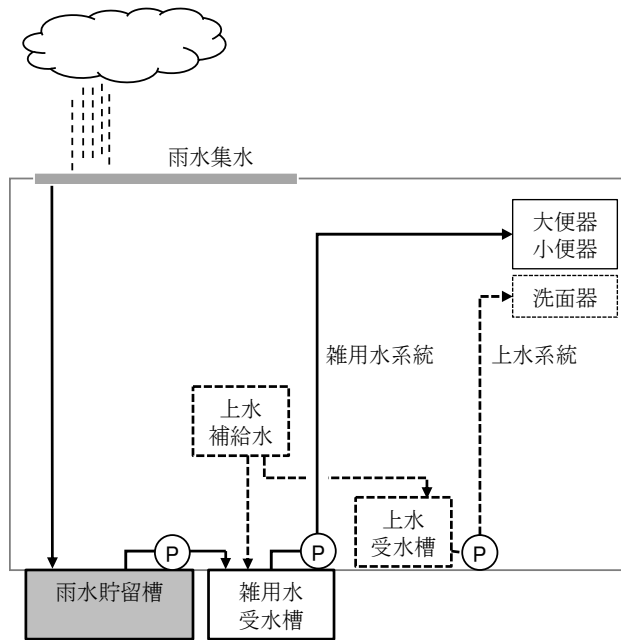 雨水集水
大便器
小便器
洗面器
雑用水系統
上水系統
上水
補給水
上水
受水槽
P
P
P
雨水貯留槽
雑用水
受水槽